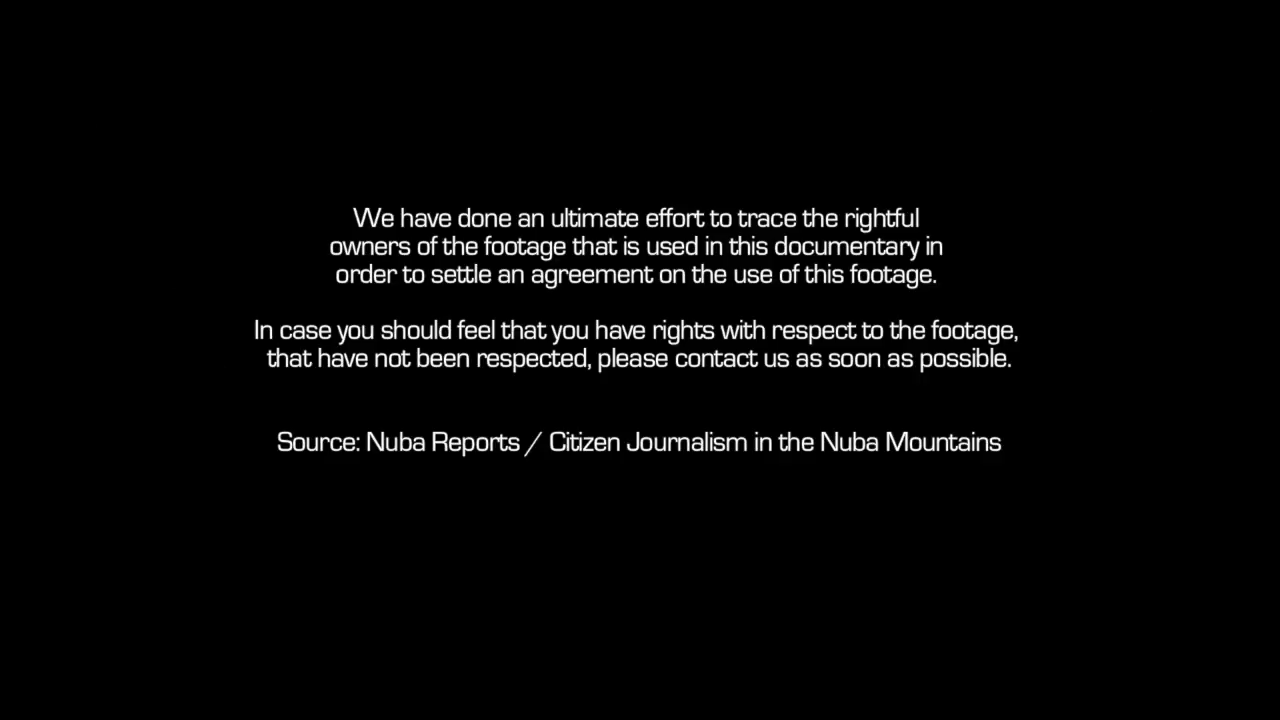 We have done an ultimate effort to trace the rightful
owners of the footage that is used in this documentary in
order to settle an agreement on the use of this footage.
In case you should feel that you have rights with respect to the footage,
that have not been respected, please contact us as soon as possible.
Source: Nuba Reports / Citizen Journalism in the Nuba Mountains